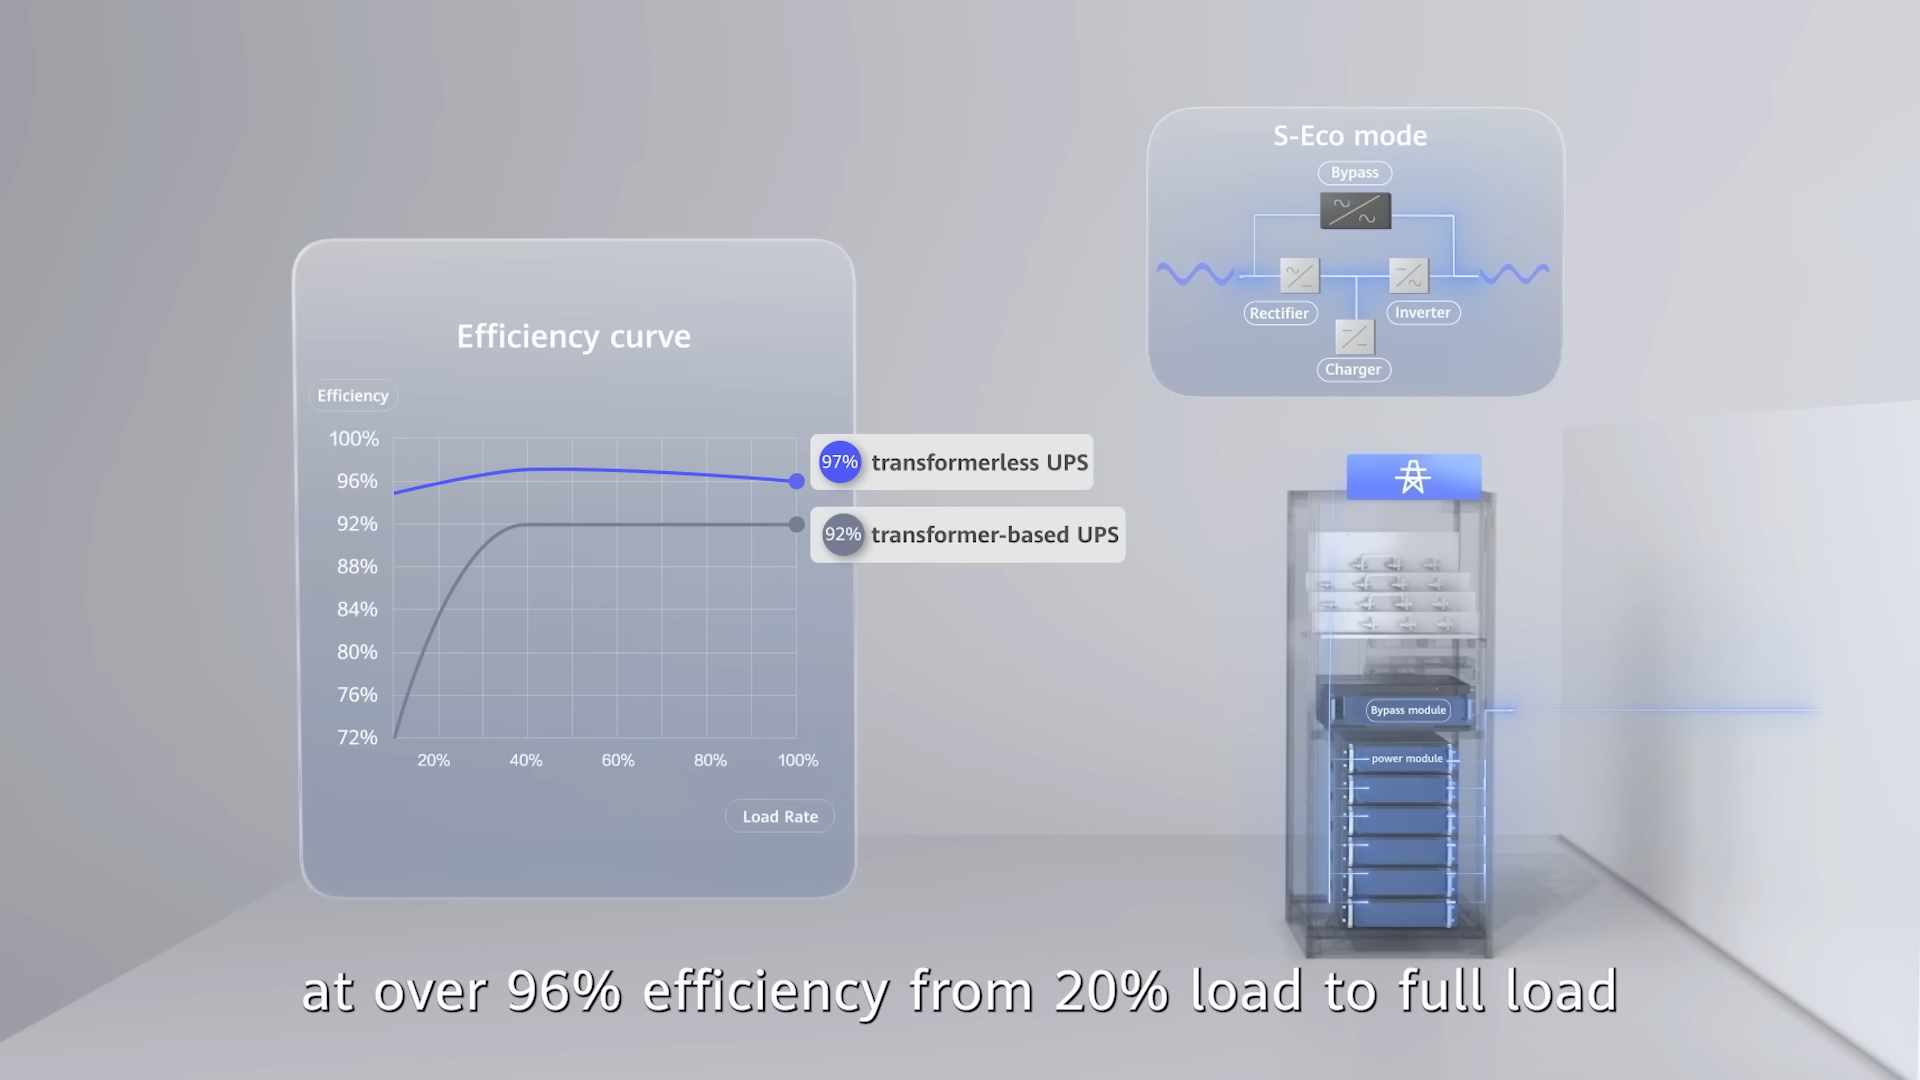 S-Eco mode
Bypass
Rectifier
Inverter
Charger
Efficiency curve
Efficiency
100%
96%
92%
88%
84%
80%
76%
72%
20%
40%
60%
80%
100%
Load Rate
97% transformerless UPS
92% transformer-based UPS
Bypass module
power module
at over 96% efficiency from 20% load to full load